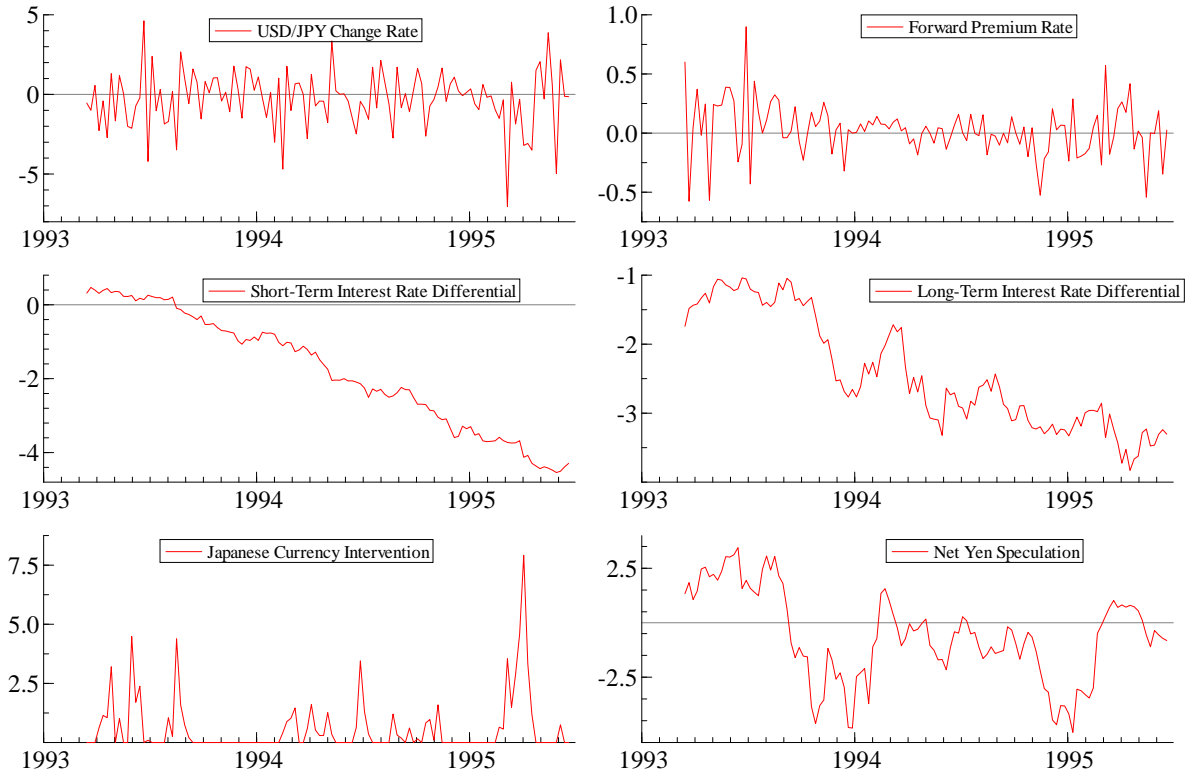 USD/JPY Change Rate
5
0
-5
1993 1994 1995
Forward Premium Rate
1.0
0.5
0.0
-0.5
1993 1994 1995
Short-Term Interest Rate Differential
0
-2
-4
1993 1994 1995
Long-Term Interest Rate Differential
-1
-2
-3
1993 1994 1995
Japanese Currency Intervention
7.5
5.0
2.5
1993 1994 1995
Net Yen Speculation
2.5
-2.5
1993 1994 1995